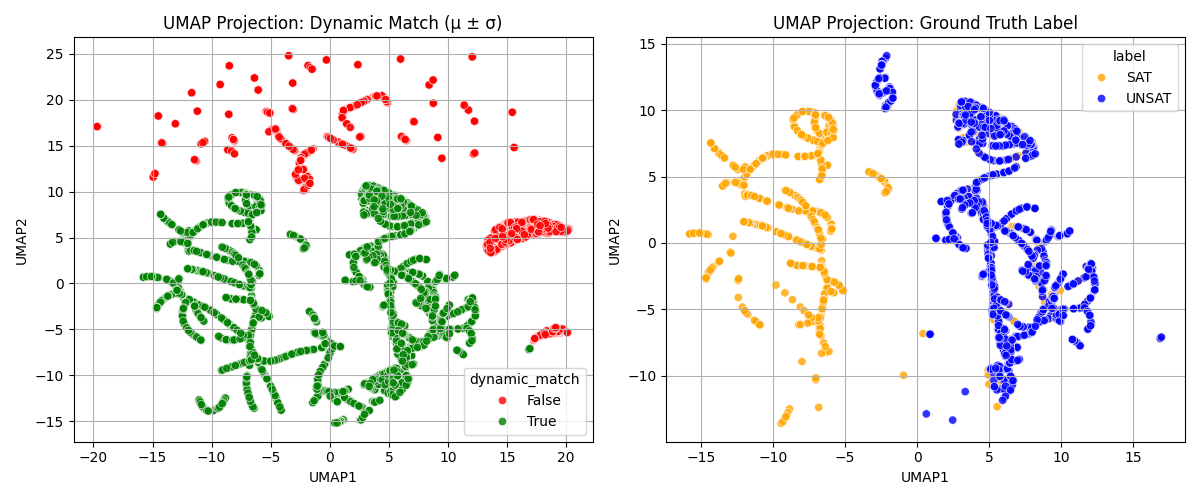 UMAP Projection: Dynamic Match (μ ± σ)
UMAP2
25
20
15
10
5
0
−5
−10
−15
−20
−15
−10
−5
0
5
10
15
20
UMAP1
dynamic_match
False
True
UMAP Projection: Ground Truth Label
UMAP2
15
10
5
0
−5
−10
−15
−10
−5
0
5
10
15
UMAP1
label
SAT
UNSAT